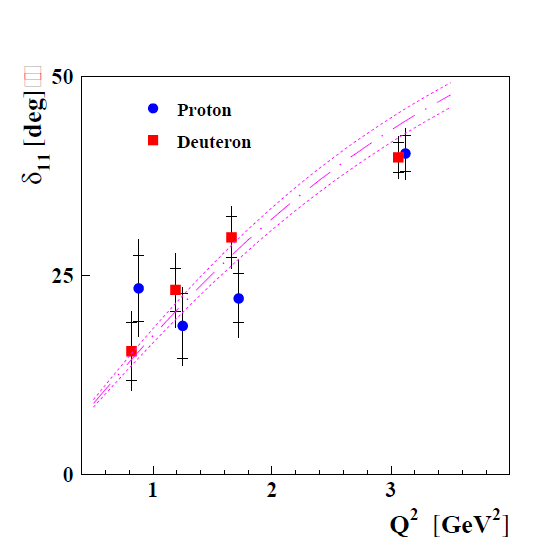 50
δ11 [deg]
Proton
Deuteron
25
0
1 2 3
Q² [GeV²]